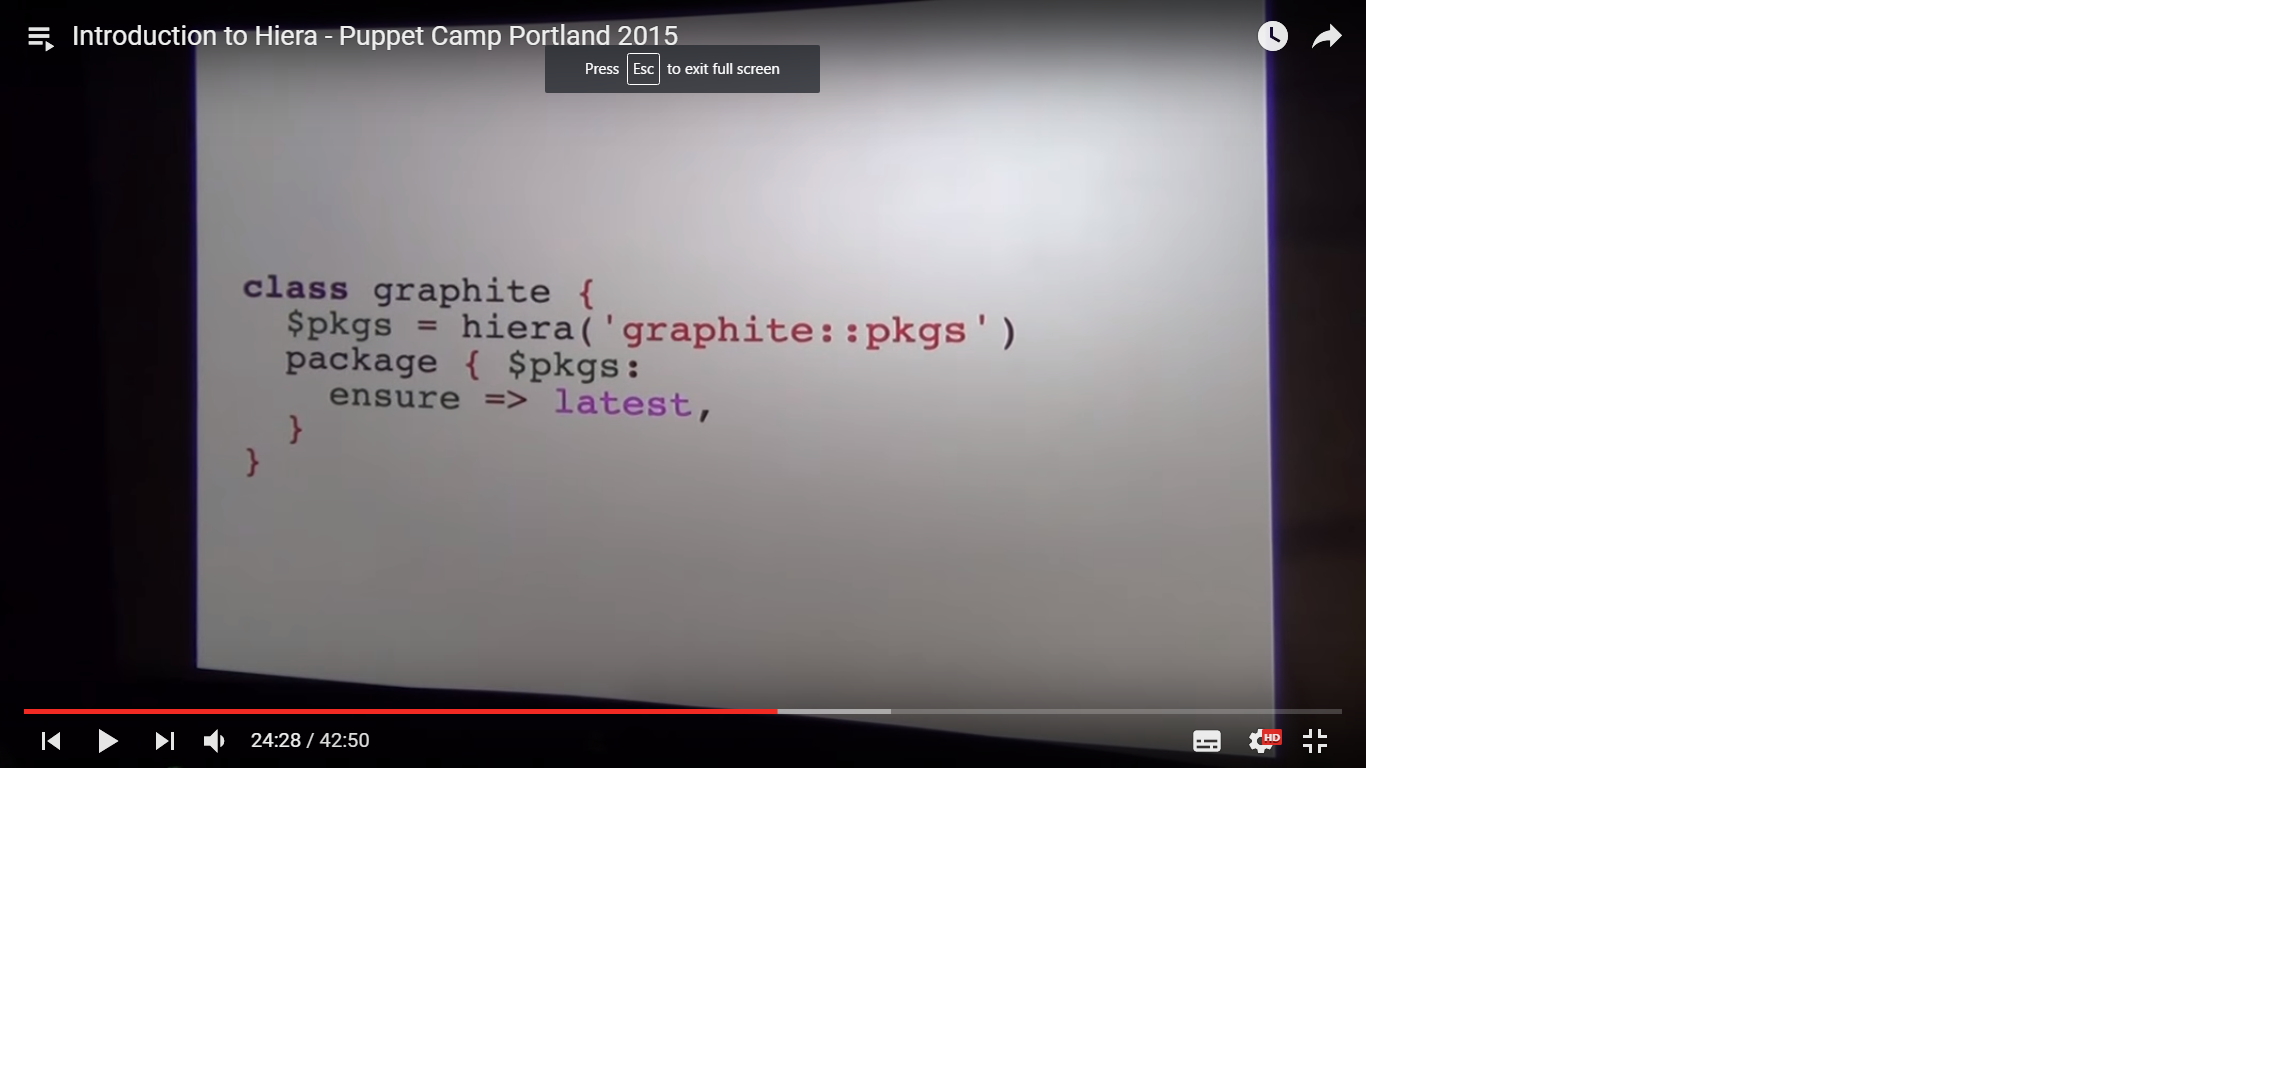 Introduction to Hiera - Puppet Camp Portland 2015
Press Esc to exit full screen
class graphite {
  $pkgs = hiera('graphite::pkgs')
  package { $pkgs:
    ensure => latest,
  }
}
24:28 / 42:50
HD